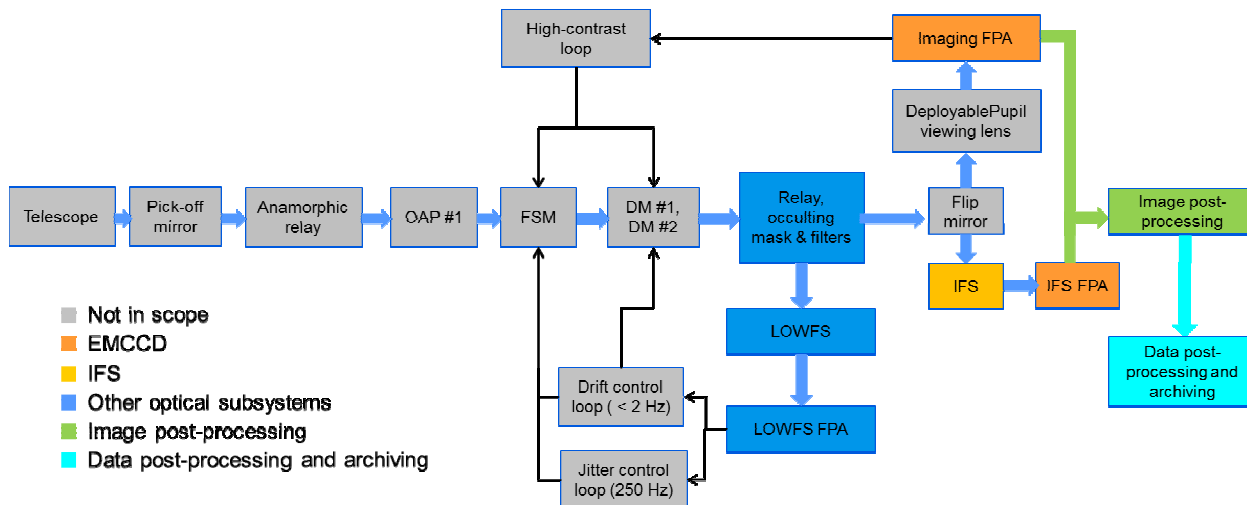 High-contrast
loop
Imaging FPA
DeployablePupil
viewing lens
Telescope
Pick-off
mirror
Anamorphic
relay
OAP #1
FSM
DM #1,
DM #2
Relay,
occulting
mask & filters
Flip
mirror
Image post-
processing
IFS
IFS FPA
LOWFS
Data post-
processing and
archiving
Drift control
loop ( < 2 Hz)
LOWFS FPA
Jitter control
loop (250 Hz)
Not in scope
EMCCD
IFS
Other optical subsystems
Image post-processing
Data post-processing and archiving